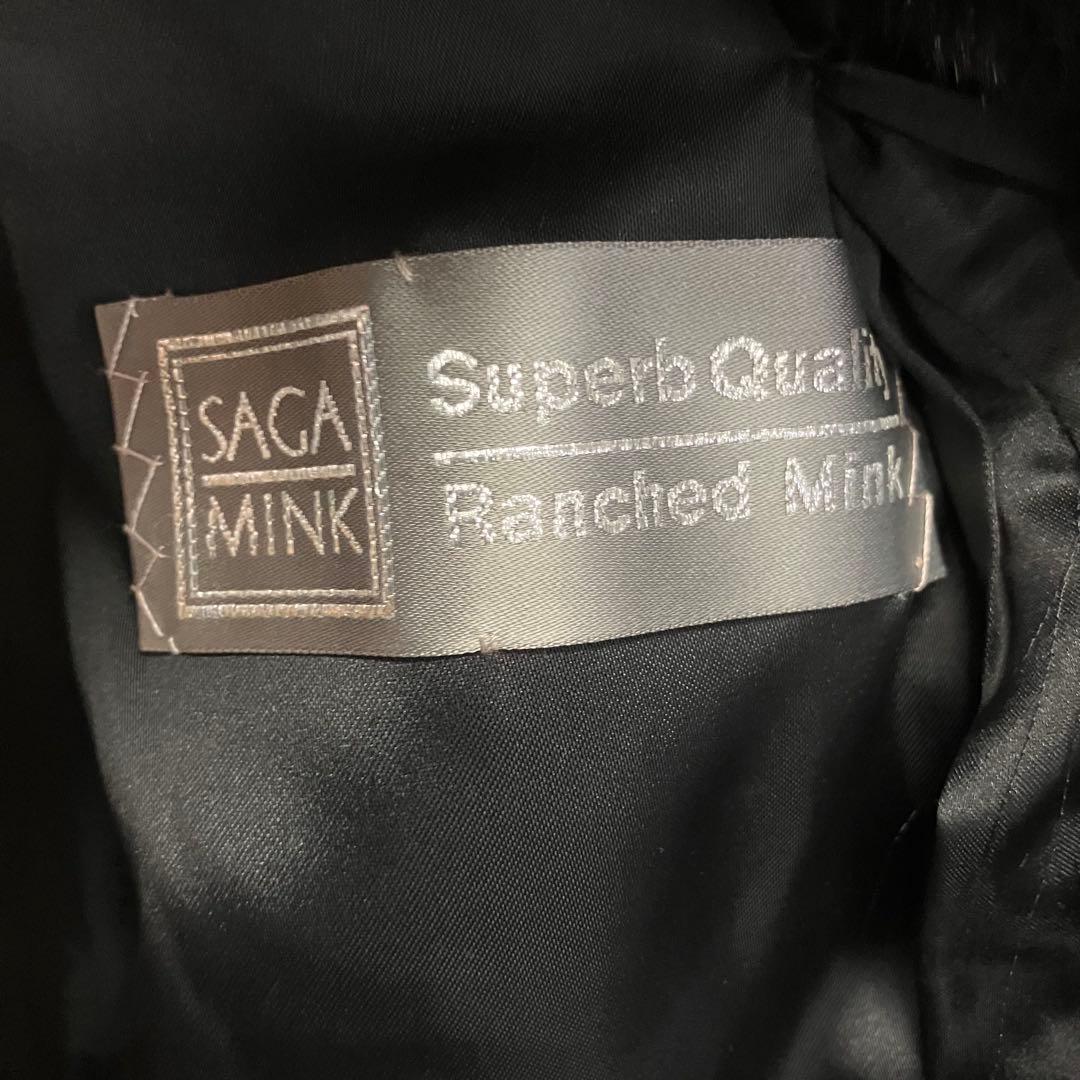 SAGA
MINK
Superb Quality
Ranched Mink